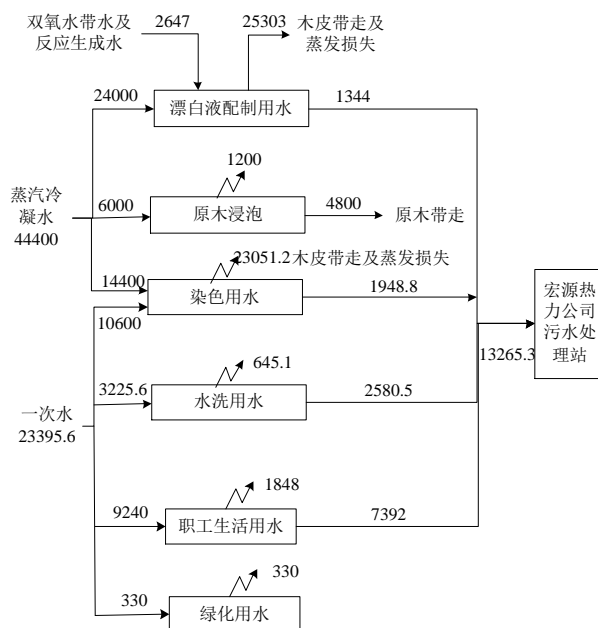 双氧水带水及
反应生成水
2647
25303
木皮带走及
蒸发损失
24000
漂白液配制用水
1344
1200
蒸汽冷
凝水
44400
6000
原木浸泡
4800
原木带走
23051.2木皮带走及蒸发损失
14400
染色用水
1948.8
10600
宏源热
力公司
污水处
理站
13265.3
645.1
3225.6
水洗用水
2580.5
一次水
23395.6
1848
9240
职工生活用水
7392
330
330
绿化用水